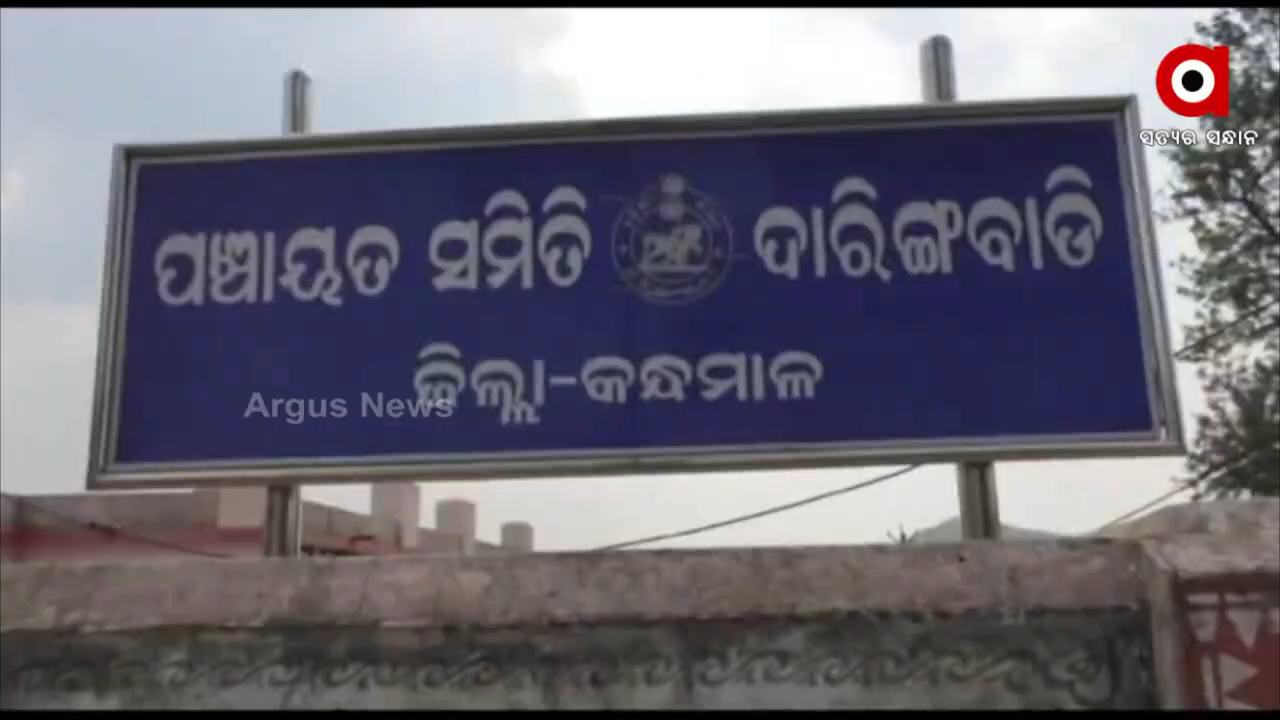 ସତ୍ୟର ସନ୍ଧାନ
ପଞ୍ଚାୟତ ସମିତି ଦାରିଙ୍ଗବାଡି
ଜିଲ୍ଲା-କନ୍ଧମାଳ
Argus News